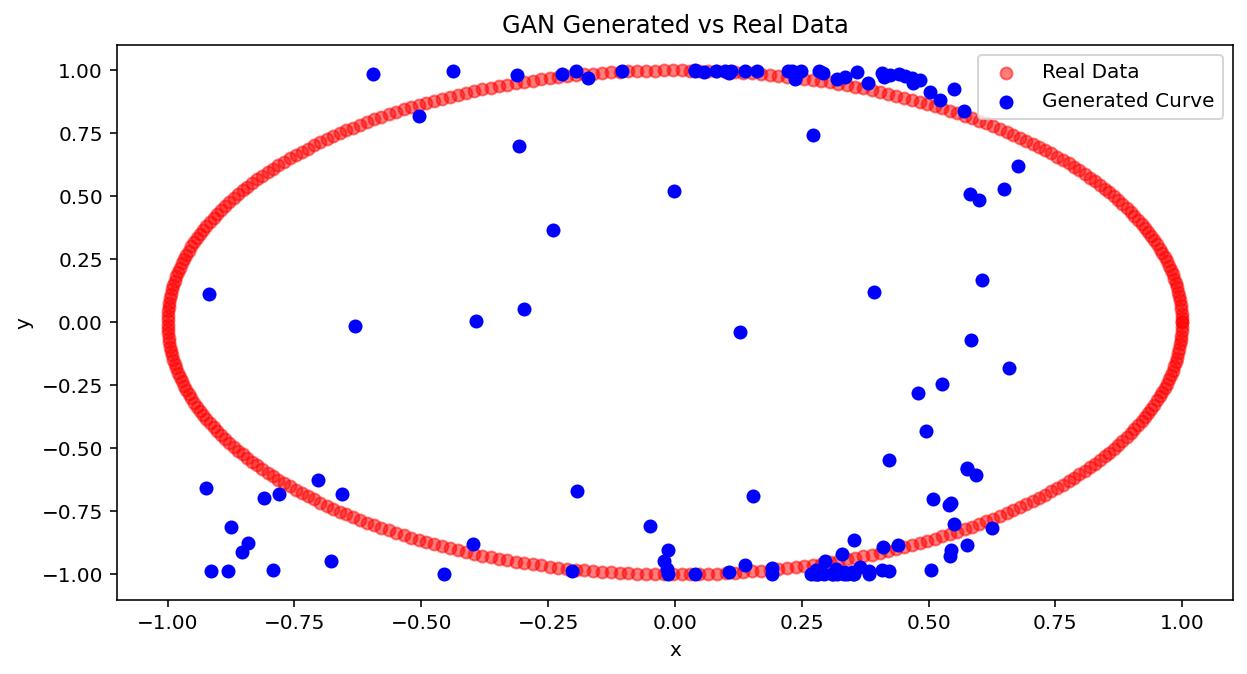 GAN Generated vs Real Data
Real Data
Generated Curve
y
1.00
0.75
0.50
0.25
0.00
−0.25
−0.50
−0.75
−1.00
−1.00 −0.75 −0.50 −0.25 0.00 0.25 0.50 0.75 1.00
x